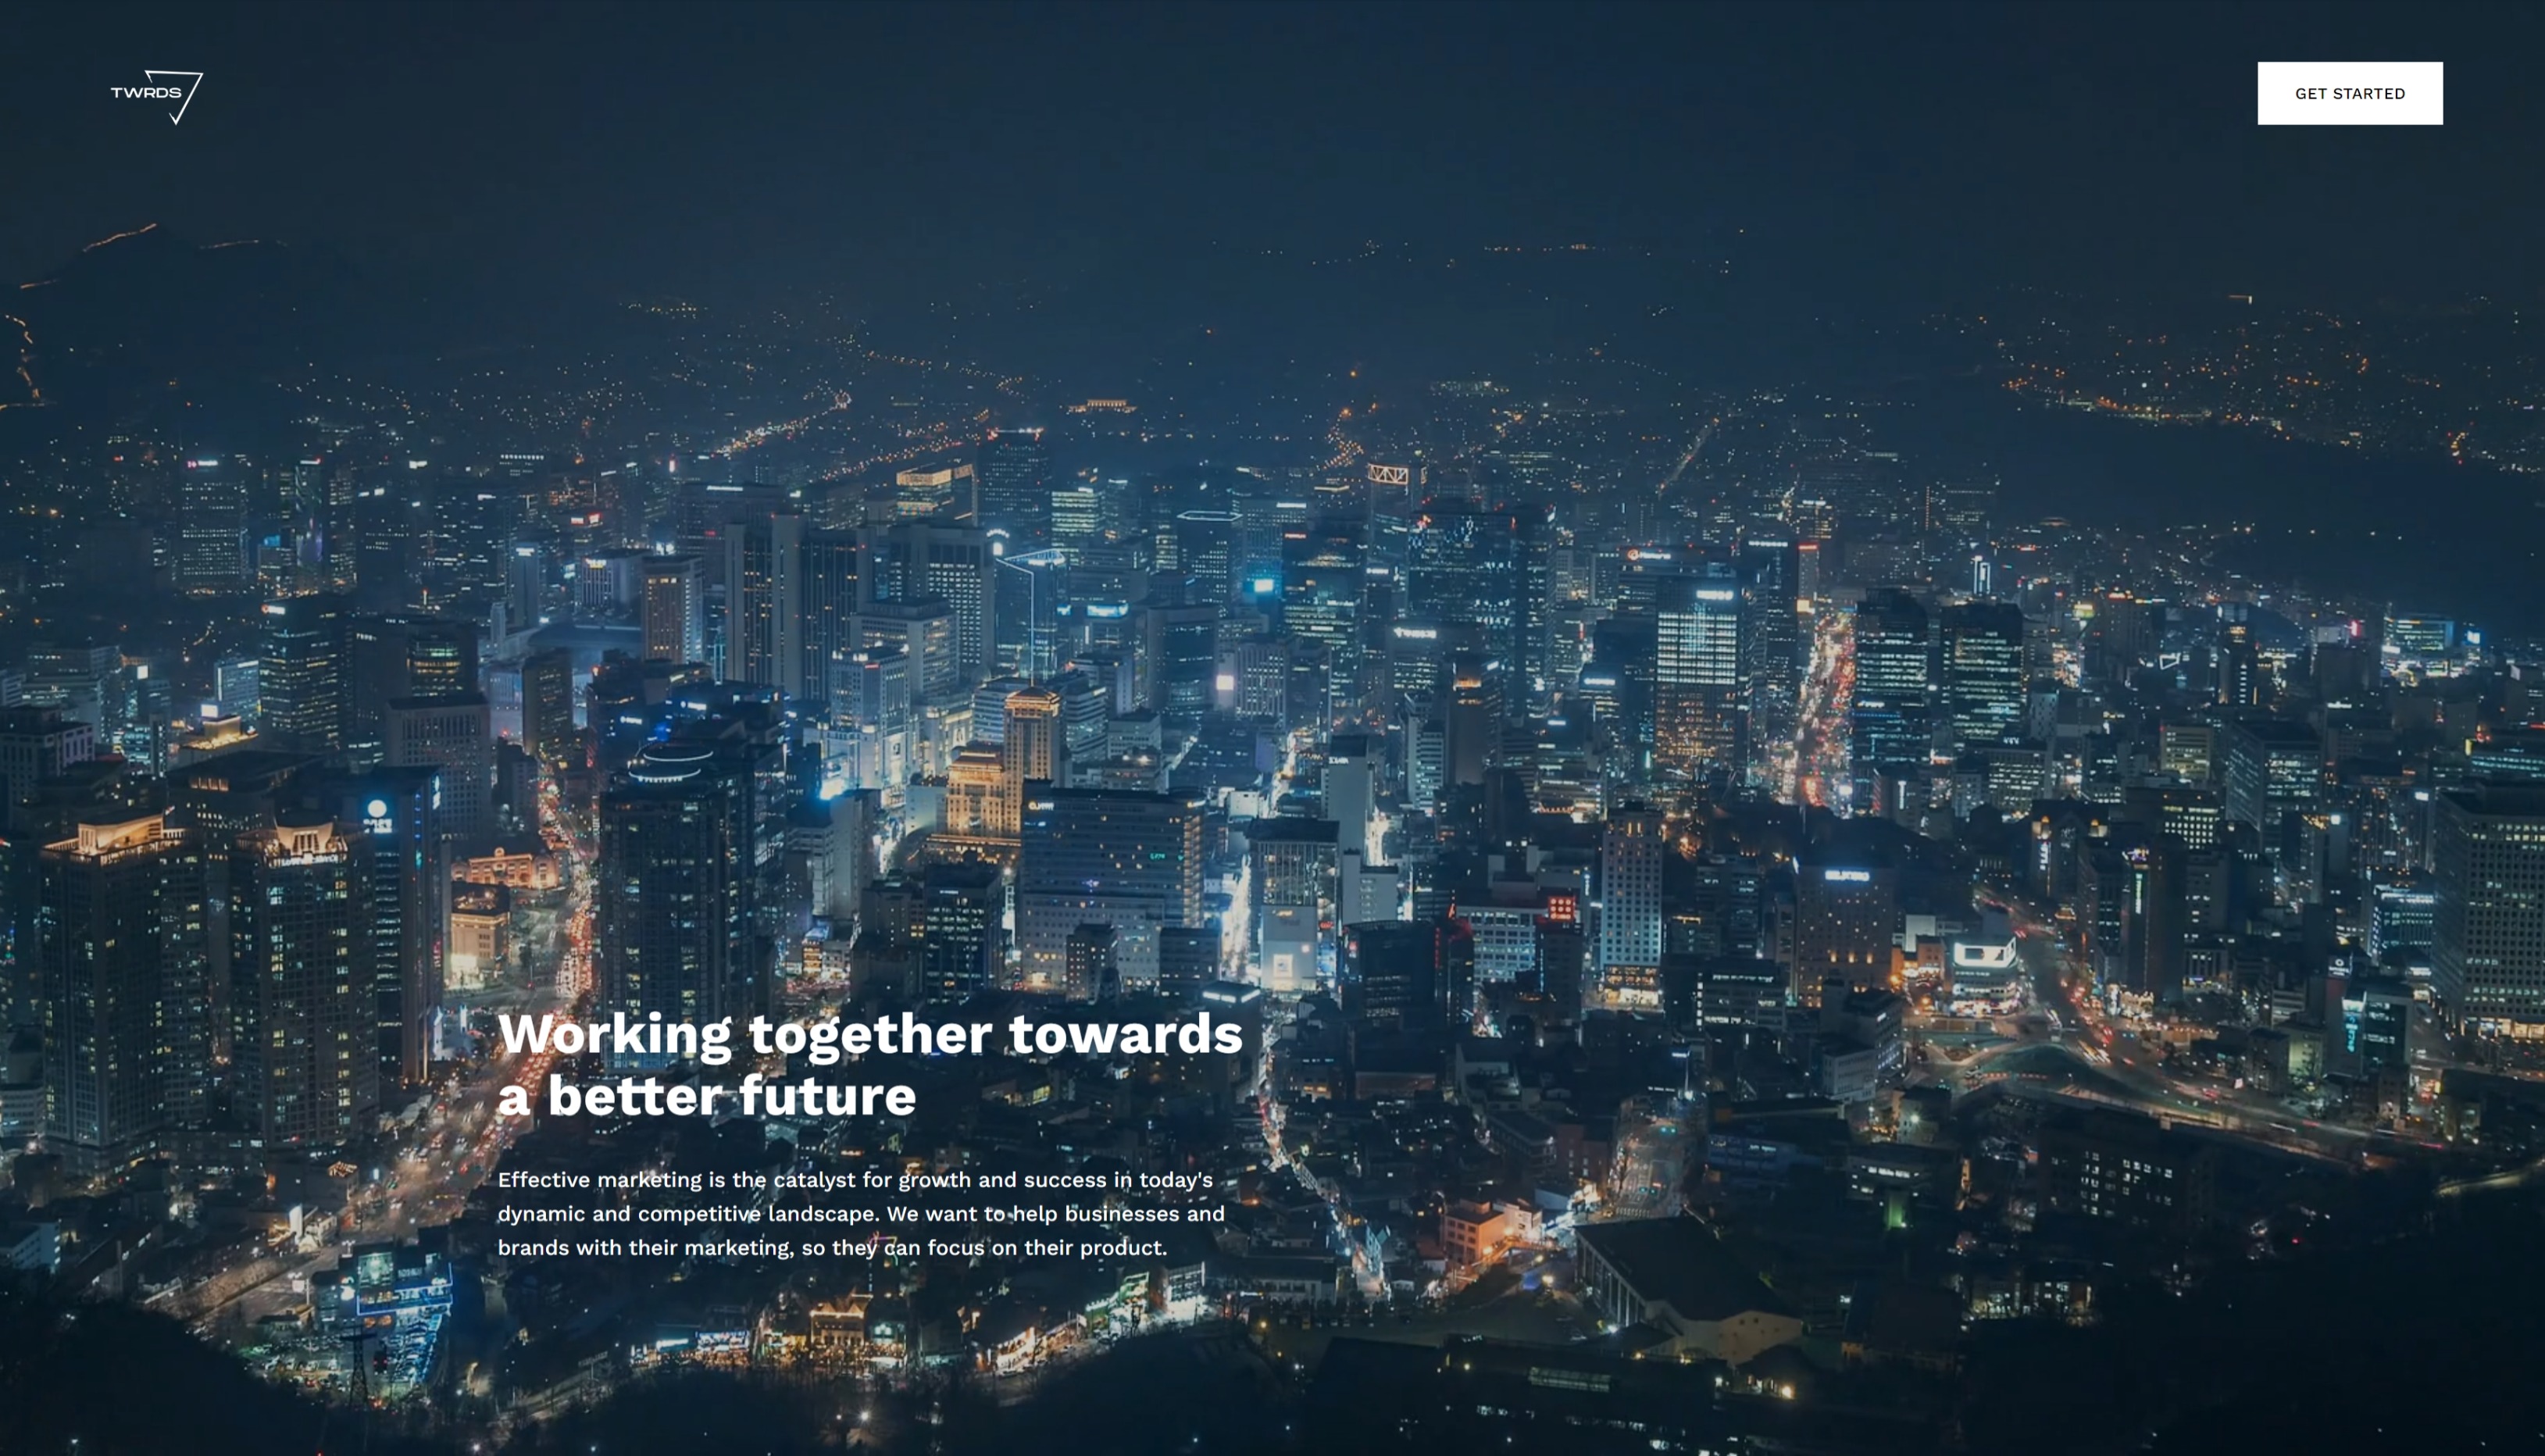 TWRDS
GET STARTED
Working together towards
a better future
Effective marketing is the catalyst for growth and success in today's
dynamic and competitive landscape. We want to help businesses and
brands with their marketing, so they can focus on their product.